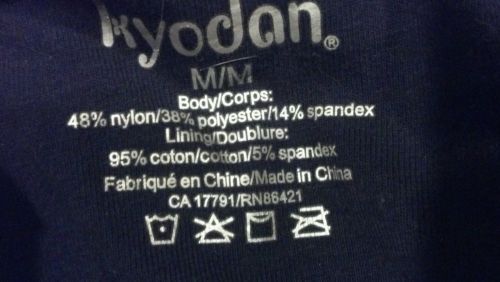 kyodan®
M/M
Body/Corps:
48% nylon/38% polyester/14% spandex
Lining/Doublure:
95% coton/cotton/5% spandex
Fabriqué en Chine/Made in China
CA 17791/RN86421